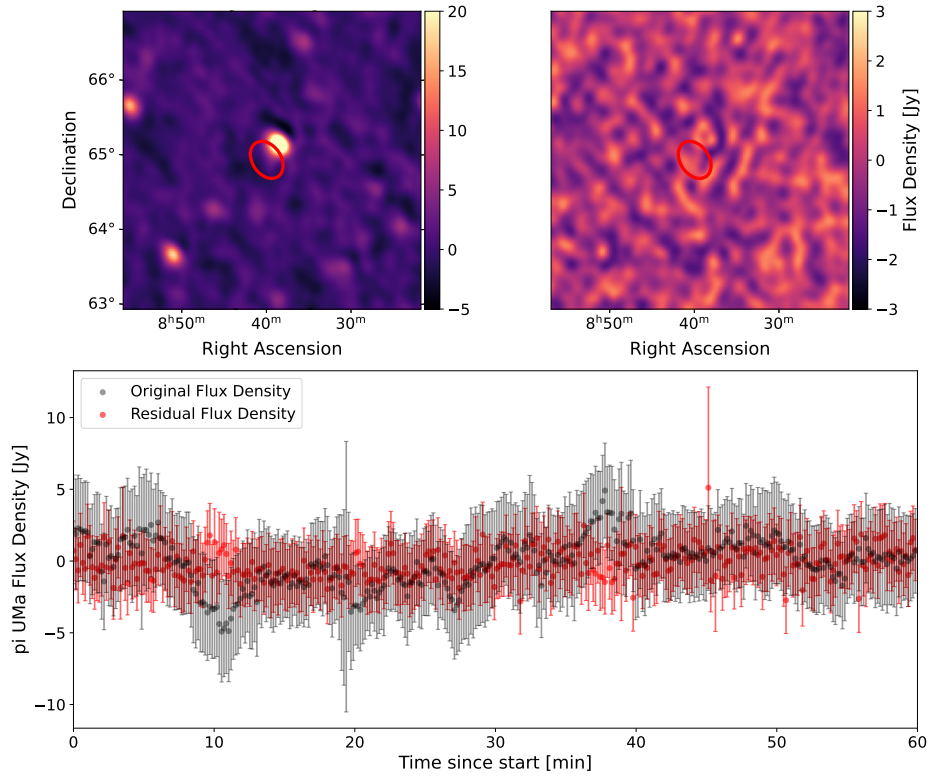 20
15
10
5
0
−5
66°
65°
64°
63°
Declination
8ʰ50ᵐ
40ᵐ
30ᵐ
Right Ascension
3
2
1
0
−1
−2
−3
Flux Density [Jy]
8ʰ50ᵐ
40ᵐ
30ᵐ
Right Ascension
Original Flux Density
Residual Flux Density
10
5
0
−5
−10
pi UMa Flux Density [Jy]
0
10
20
30
40
50
60
Time since start [min]